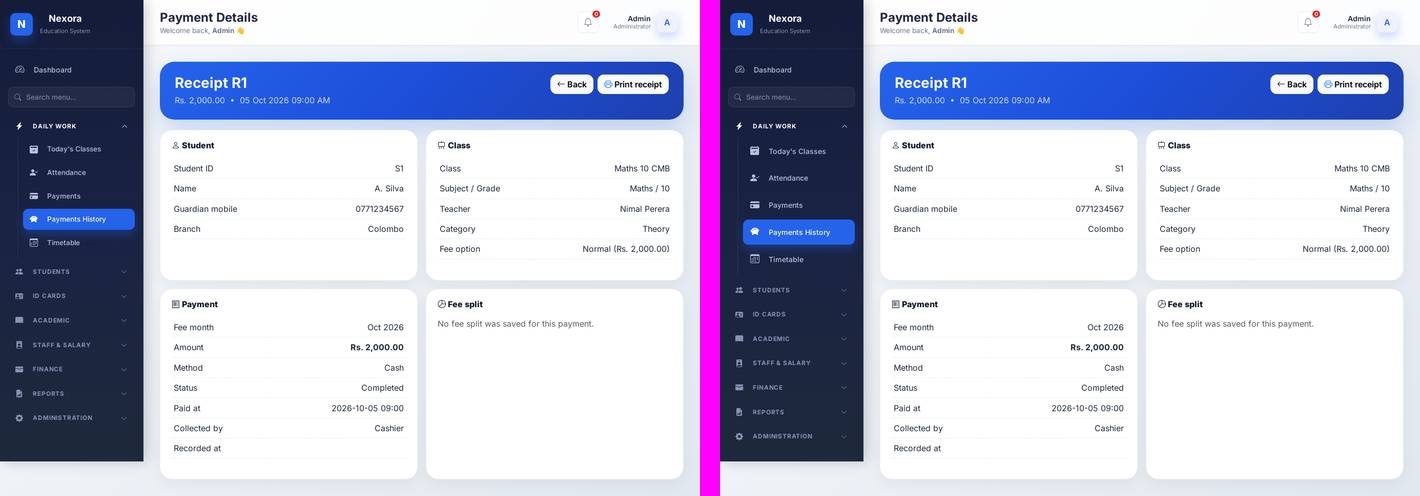 N
Nexora
Education System
Dashboard
Search menu...
DAILY WORK
Today's Classes
Attendance
Payments
Payments History
Timetable
STUDENTS
ID CARDS
ACADEMIC
STAFF & SALARY
FINANCE
REPORTS
ADMINISTRATION
Payment Details
Welcome back, Admin 👋
0
Admin
Administrator
A
Receipt R1
Rs. 2,000.00 • 05 Oct 2026 09:00 AM
← Back
Print receipt
Student
Student ID S1
Name A. Silva
Guardian mobile 0771234567
Branch Colombo
Class
Class Maths 10 CMB
Subject / Grade Maths / 10
Teacher Nimal Perera
Category Theory
Fee option Normal (Rs. 2,000.00)
Payment
Fee month Oct 2026
Amount Rs. 2,000.00
Method Cash
Status Completed
Paid at 2026-10-05 09:00
Collected by Cashier
Recorded at
Fee split
No fee split was saved for this payment.
N
Nexora
Education System
Dashboard
Search menu...
DAILY WORK
Today's Classes
Attendance
Payments
Payments History
Timetable
STUDENTS
ID CARDS
ACADEMIC
STAFF & SALARY
FINANCE
REPORTS
ADMINISTRATION
Payment Details
Welcome back, Admin 👋
0
Admin
Administrator
A
Receipt R1
Rs. 2,000.00 • 05 Oct 2026 09:00 AM
← Back
Print receipt
Student
Student ID S1
Name A. Silva
Guardian mobile 0771234567
Branch Colombo
Class
Class Maths 10 CMB
Subject / Grade Maths / 10
Teacher Nimal Perera
Category Theory
Fee option Normal (Rs. 2,000.00)
Payment
Fee month Oct 2026
Amount Rs. 2,000.00
Method Cash
Status Completed
Paid at 2026-10-05 09:00
Collected by Cashier
Recorded at
Fee split
No fee split was saved for this payment.